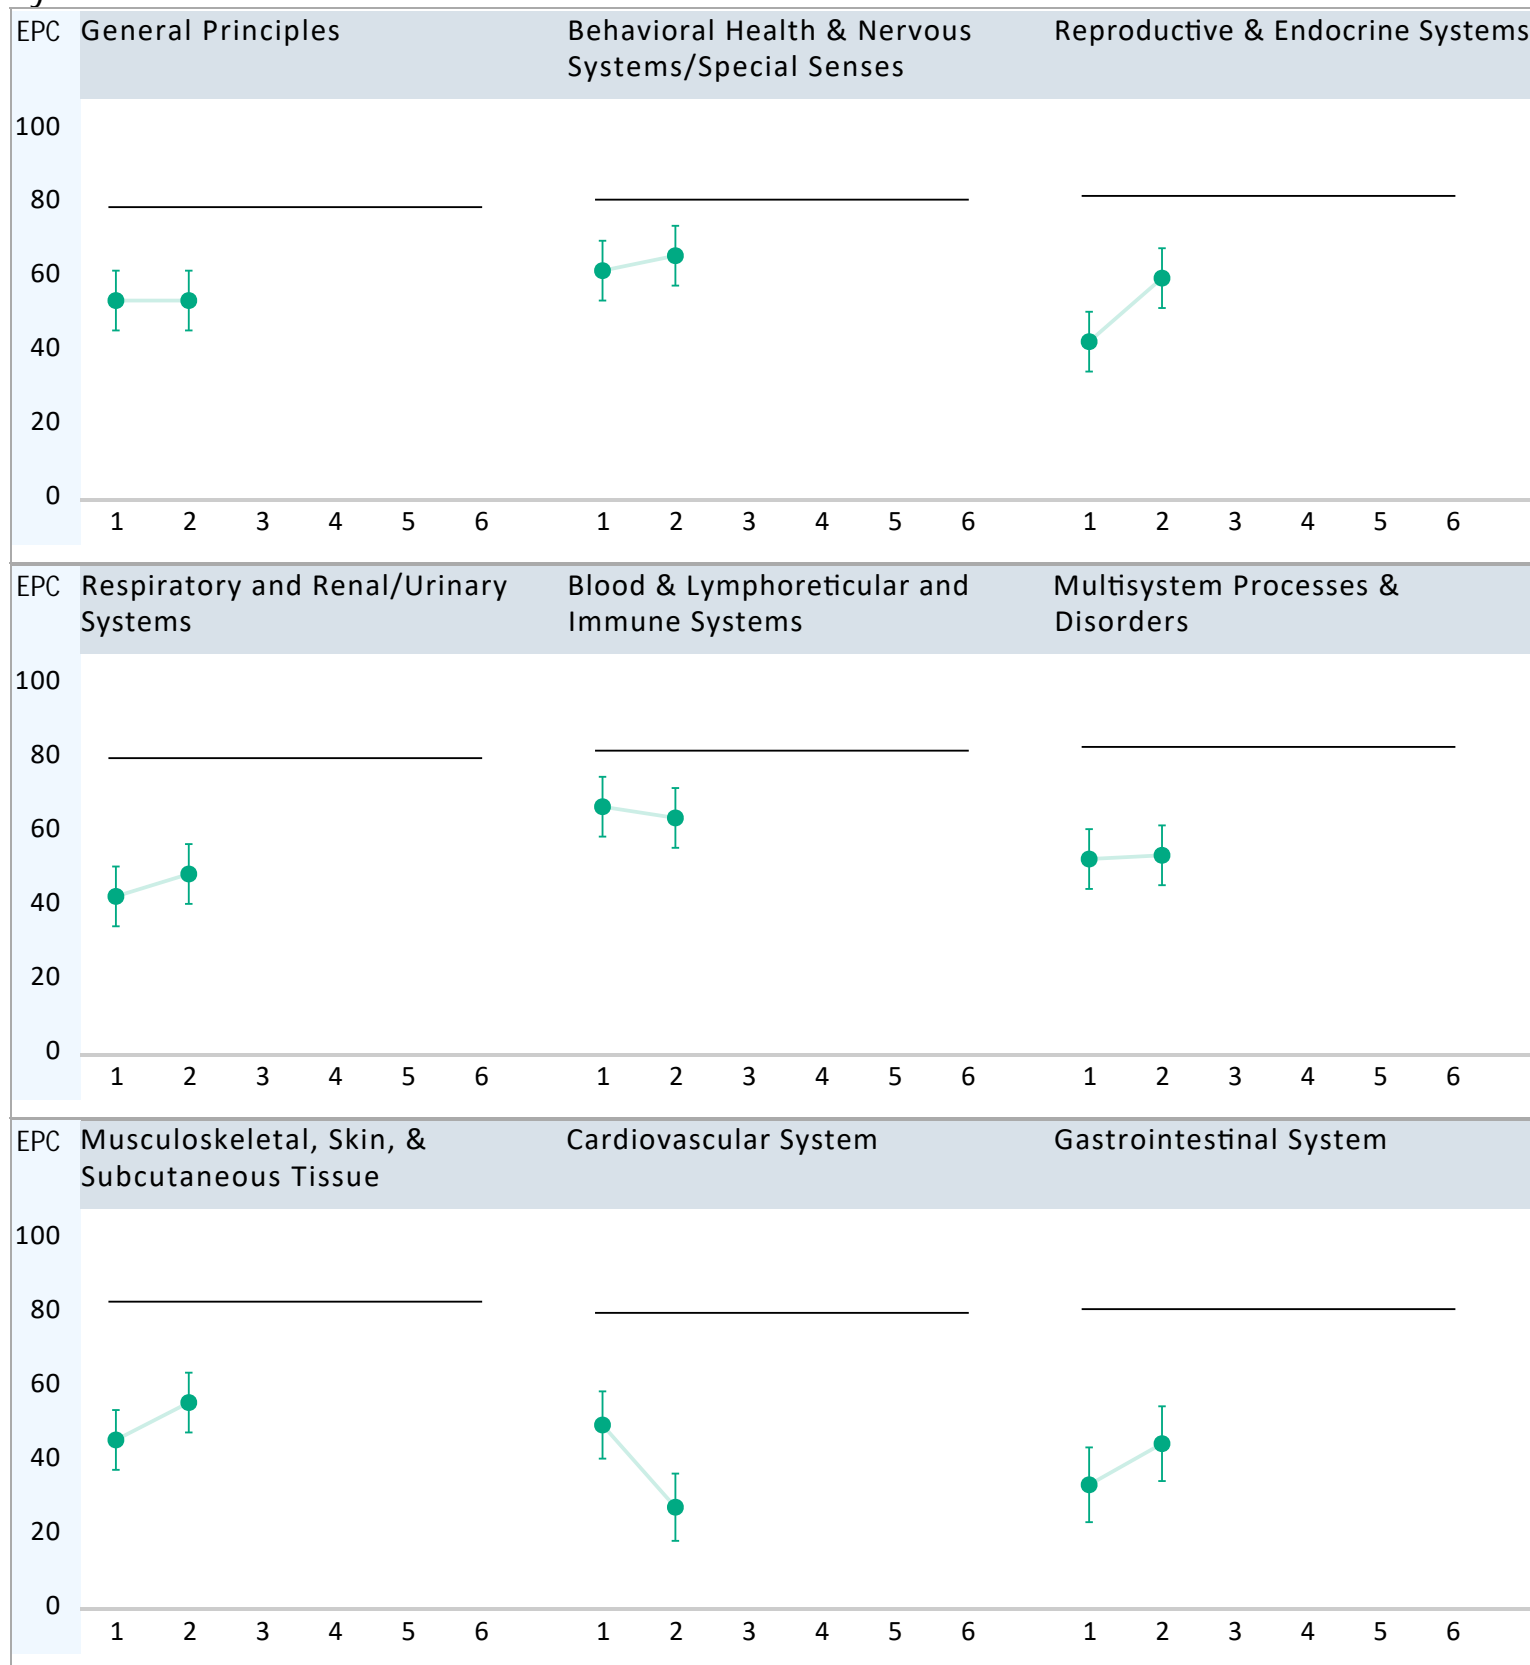 EPC General Principles Behavioral Health & Nervous Reproductive & Endocrine Systems
Systems/Special Senses
100
80
60
40
20
0
1 2 3 4 5 6 1 2 3 4 5 6 1 2 3 4 5 6
EPC Respiratory and Renal/Urinary Blood & Lymphoreticular and Multisystem Processes &
Systems Immune Systems Disorders
100
80
60
40
20
0
1 2 3 4 5 6 1 2 3 4 5 6 1 2 3 4 5 6
EPC Musculoskeletal, Skin, & Cardiovascular System Gastrointestinal System
Subcutaneous Tissue
100
80
60
40
20
0
1 2 3 4 5 6 1 2 3 4 5 6 1 2 3 4 5 6